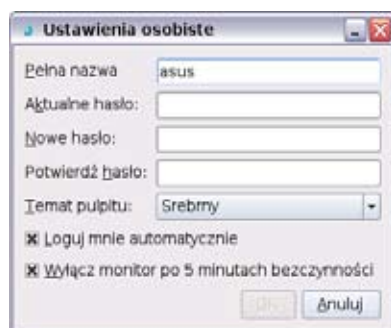 Ustawienia osobiste
Pełna nazwa asus
Aktualne hasło:
Nowe hasło:
Potwierdź hasło:
Temat pulpitu: Srebrny
Loguj mnie automatycznie
Wyłącz monitor po 5 minutach bezczynności
OK Anuluj